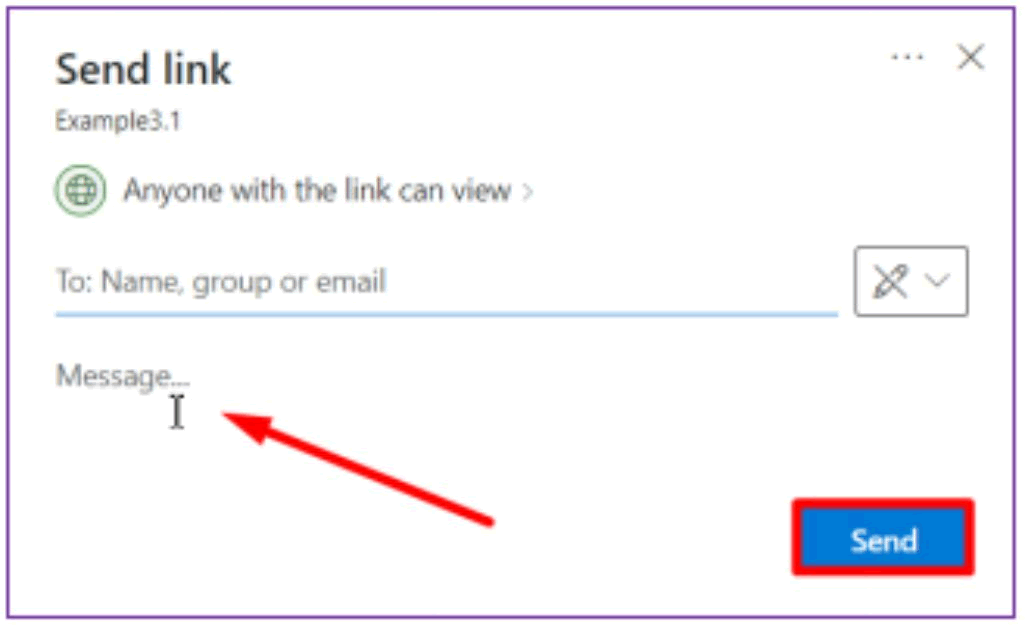 Send link
Example3.1
Anyone with the link can view
To: Name, group or email
Message...
Send